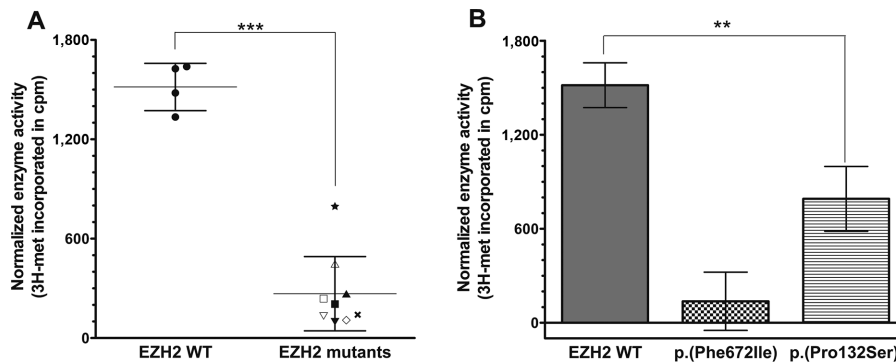 A
Normalized enzyme activity
(3H-met incorporated in cpm)
1,800
1,200
600
0
***
EZH2 WT
EZH2 mutants
B
Normalized enzyme activity
(3H-met incorporated in cpm)
1,800
1,200
600
0
**
EZH2 WT
p.(Phe672Ile)
p.(Pro132Ser)